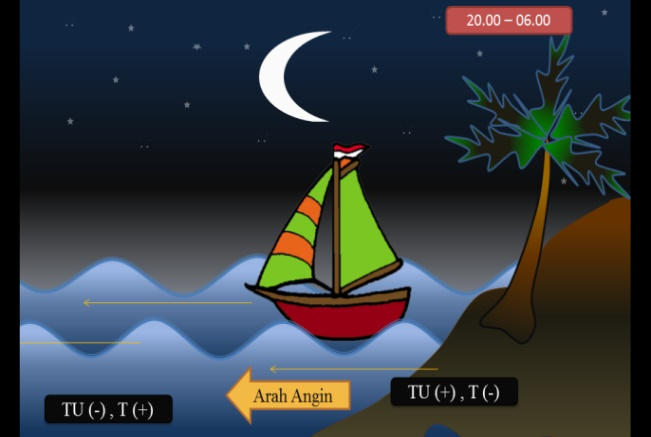 20.00 – 06.00
Arah Angin
TU (+) , T (-)
TU (-) , T (+)